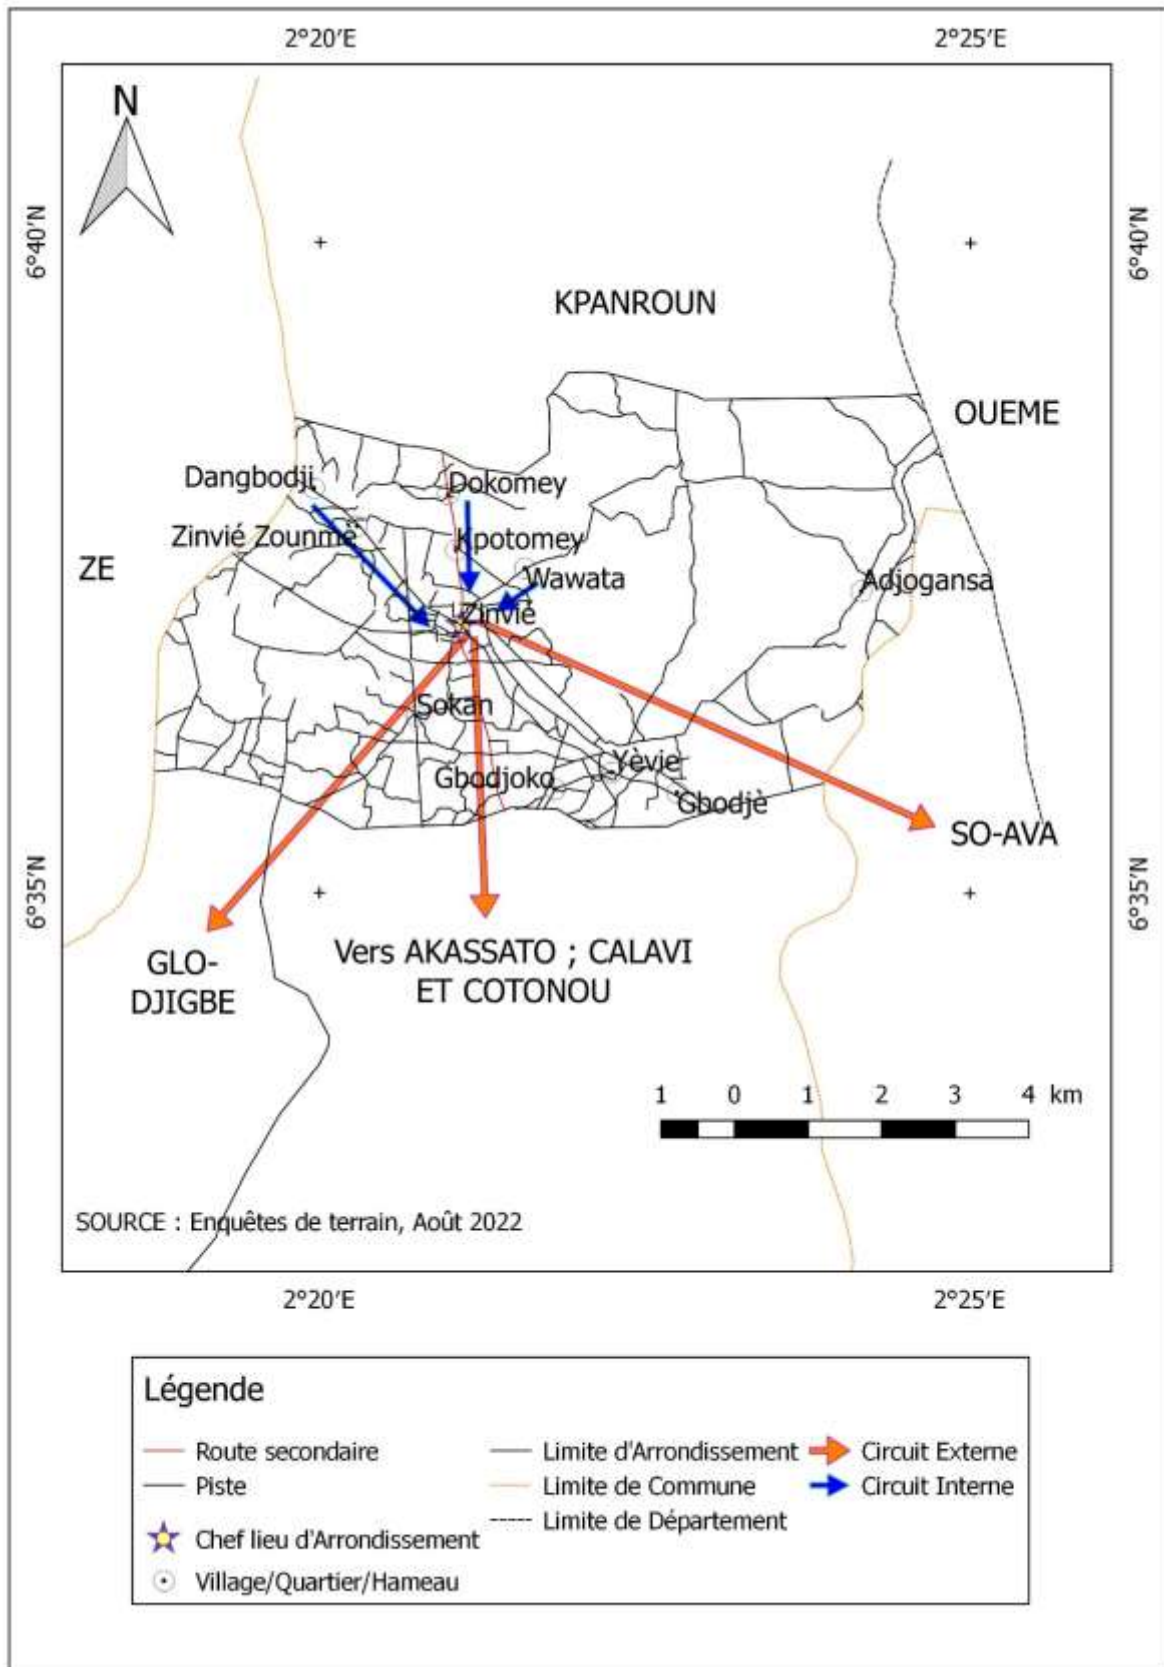 2°20'E
2°25'E
N
6°40'N
6°40'N
KPANROUN
OUEME
Dangbodji
Dokomey
Zinvié Zounmè
Kpotomey
ZE
Wawata
Adjogansa
Zinvié
Sokan
Yèvie
Gbodjoko
Gbodjè
SO-AVA
6°35'N
6°35'N
Vers AKASSATO ; CALAVI
ET COTONOU
GLO-
DJIGBE
1 0 1 2 3 4 km
SOURCE : Enquêtes de terrain, Août 2022
2°20'E
2°25'E
Légende
Route secondaire
Piste
Chef lieu d'Arrondissement
Village/Quartier/Hameau
Limite d'Arrondissement
Limite de Commune
Limite de Département
Circuit Externe
Circuit Interne